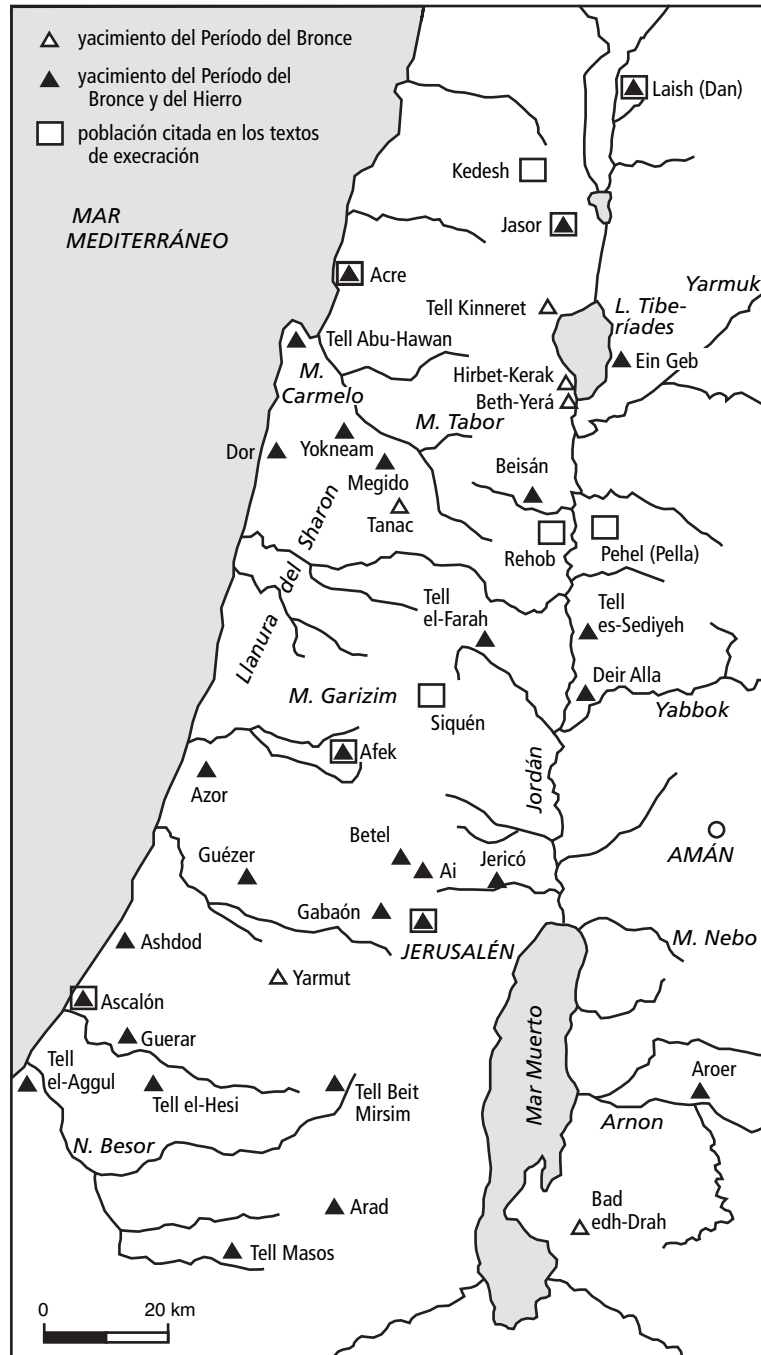 yacimiento del Período del Bronce
yacimiento del Período del
Bronce y del Hierro
población citada en los textos
de execración
Laish (Dan)
Kedesh
MAR
MEDITERRÁNEO
Jasor
Acre
Yarmuk
Tell Kinneret
L. Tibe-
ríades
Tell Abu-Hawan
Ein Geb
M.
Carmelo
Hirbet-Kerak
Beth-Yerá
M. Tabor
Dor
Yokneam
Megido
Beisán
Tanac
Llanura del Sharon
Rehob
Pehel (Pella)
Tell
el-Farah
Tell
es-Sediyeh
Deir Alla
M. Garizim
Siquén
Yabbok
Afek
Jordán
Azor
Betel
AMÁN
Guézer
Ai
Jericó
Gabaón
JERUSALÉN
Ashdod
M. Nebo
Yarmut
Ascalón
Guerar
Mar Muerto
Tell
el-Aggul
Tell el-Hesi
Tell Beit
Mirsim
Aroer
Arnon
N. Besor
Arad
Bad
edh-Drah
Tell Masos
0 20 km